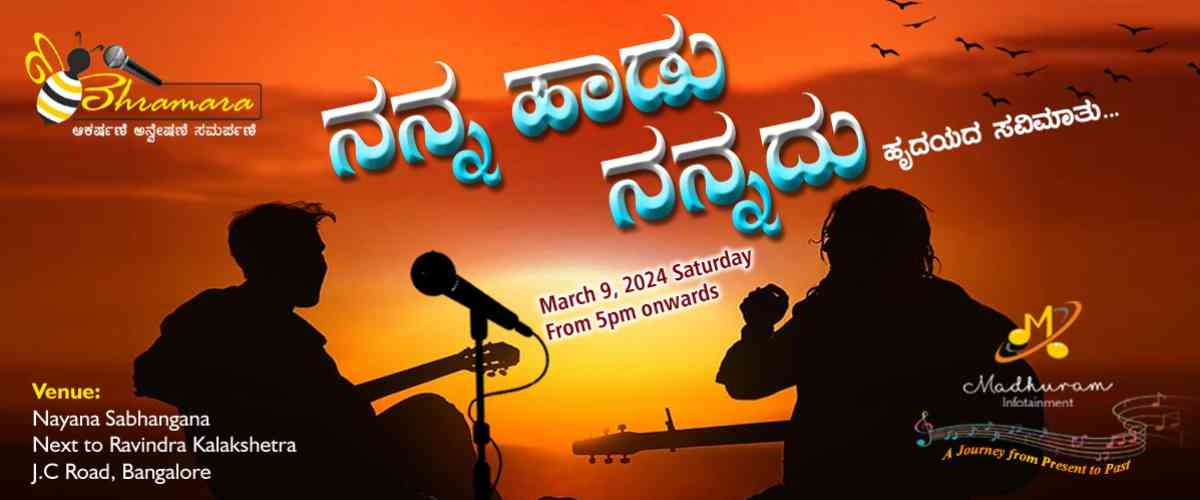 Bhramara
ಆಕರ್ಷಣೆ ಅನ್ವೇಷಣೆ ಸಮರ್ಪಣೆ
ನನ್ನ ಹಾಡು
ನನ್ನದು
ಹೃದಯದ ಸವಿಮಾತು...
March 9, 2024 Saturday
From 5pm onwards
Venue:
Nayana Sabhangana
Next to Ravindra Kalakshetra
J.C Road, Bangalore
M
Madhuram
Infotainment
A Journey from Present to Past